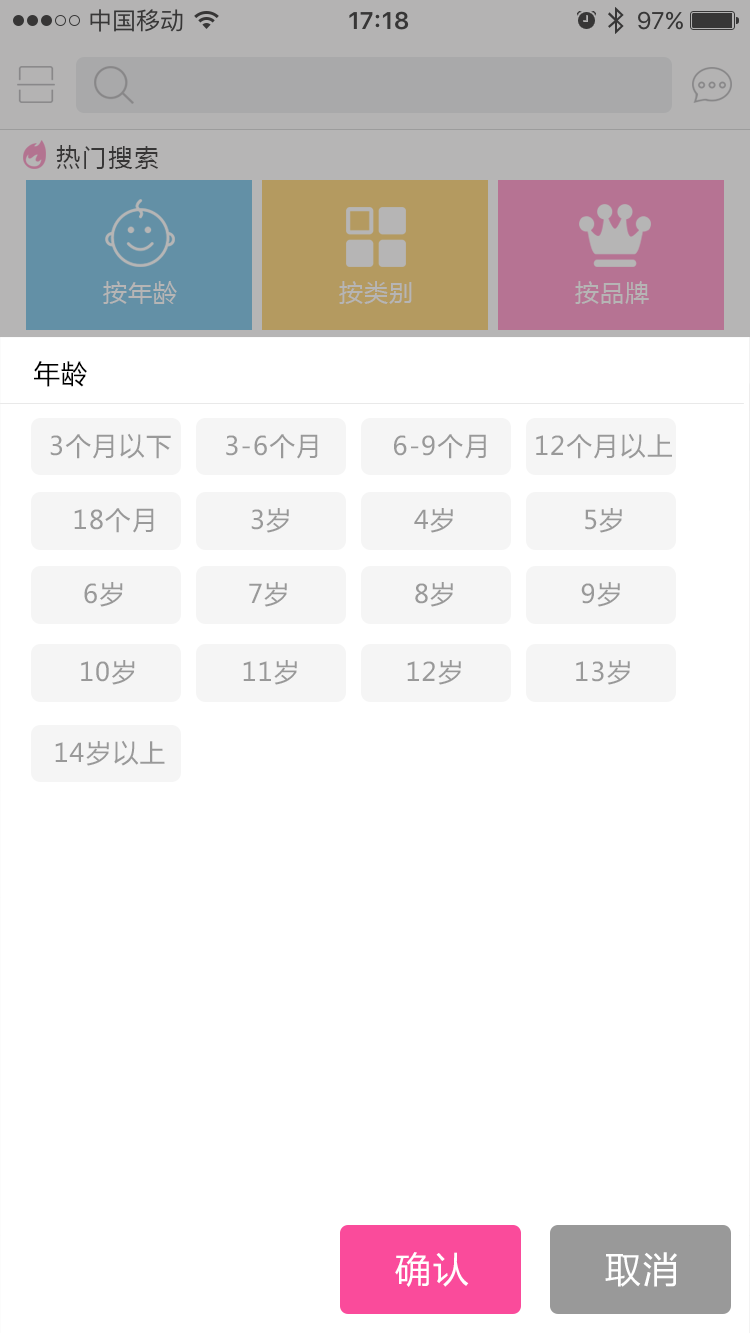 中国移动 17:18 97%
热门搜索
按年龄 按类别 按品牌
年龄
3个月以下 3-6个月 6-9个月 12个月以上
18个月 3岁 4岁 5岁
6岁 7岁 8岁 9岁
10岁 11岁 12岁 13岁
14岁以上
确认 取消